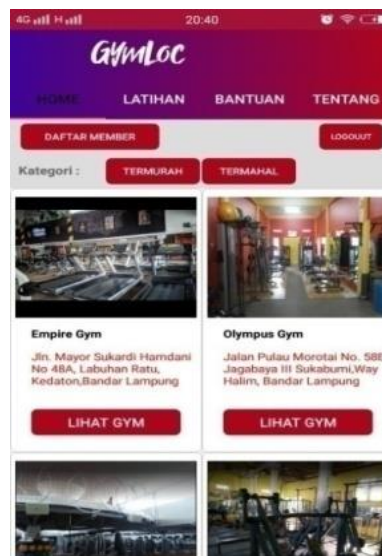 4G H 20:40
GYMLOC
HOME LATIHAN BANTUAN TENTANG
DAFTAR MEMBER LOGOUUT
Kategori : TERMURAH TERMAHAL
Empire Gym
Jln. Mayor Sukardi Hamdani
No 48A, Labuhan Ratu,
Kedaton,Bandar Lampung
LIHAT GYM
Olympus Gym
Jalan Pulau Morotai No. 58B
Jagabaya III Sukabumi,Way
Halim, Bandar Lampung
LIHAT GYM